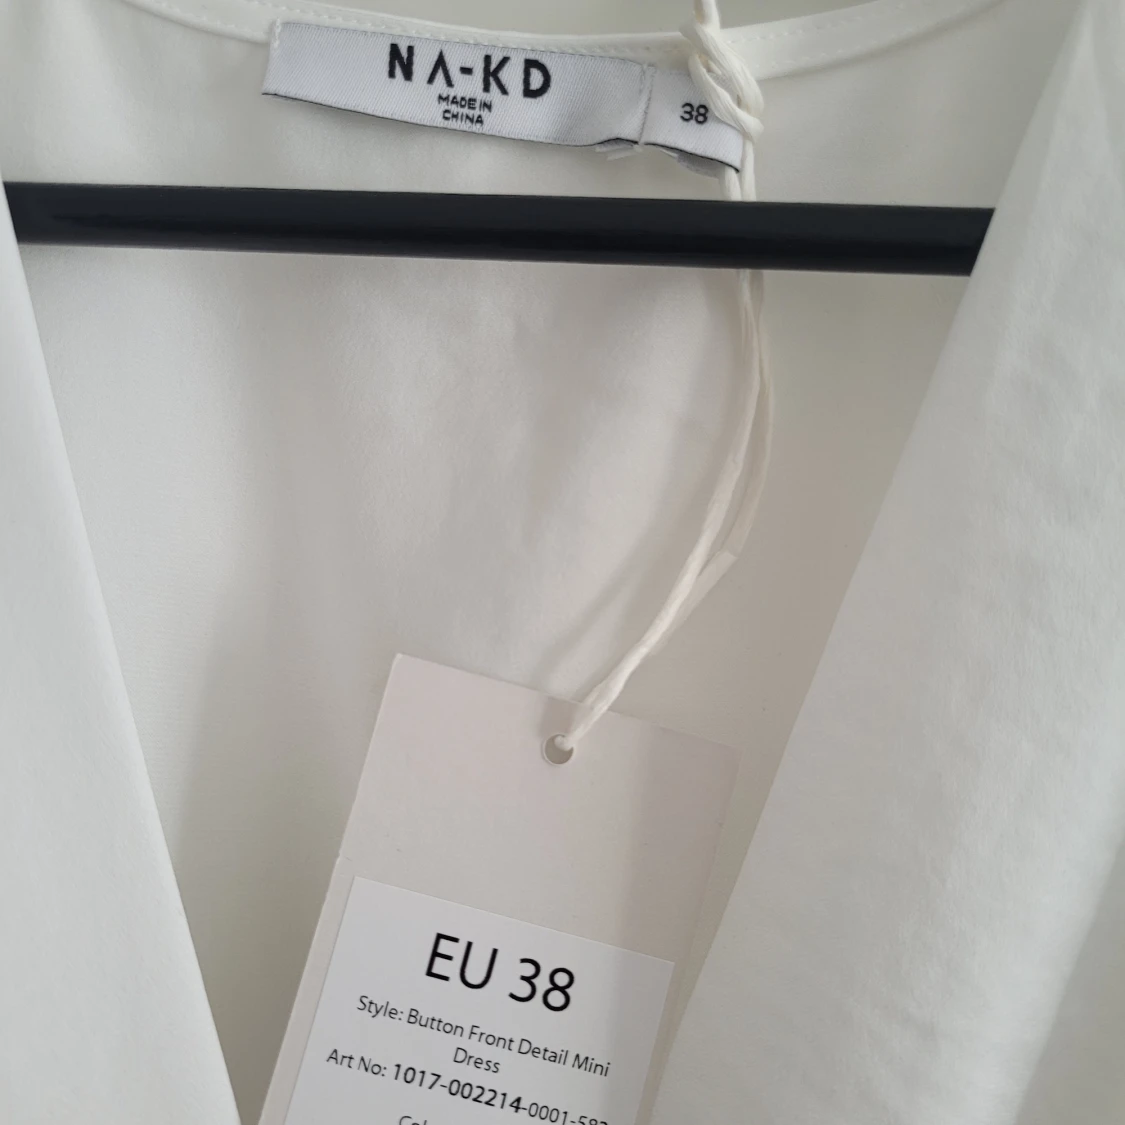 NA-KD
MADE IN
CHINA
38
EU 38
Style: Button Front Detail Mini
Dress
Art No: 1017-002214-0001-582